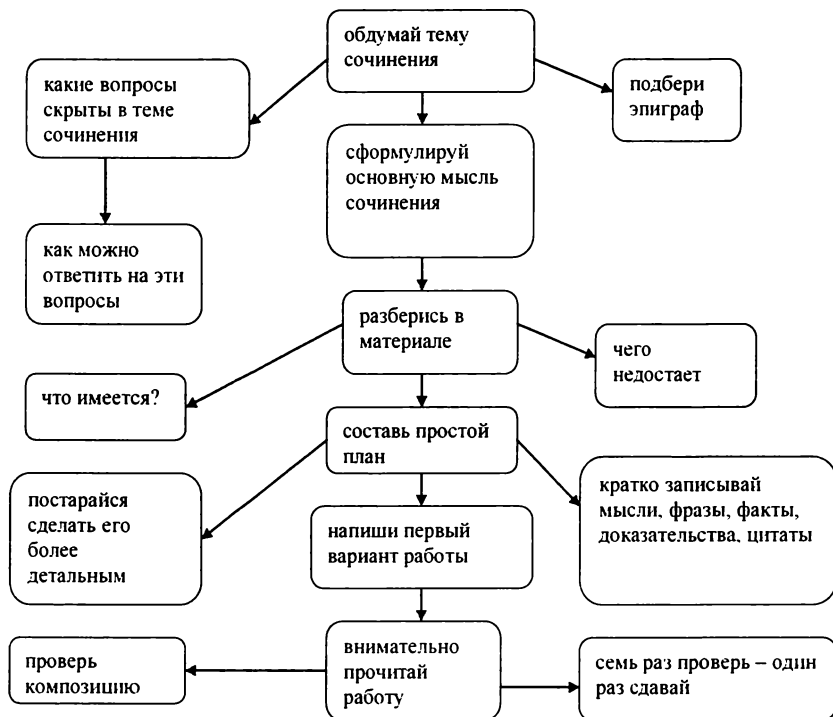 обдумай тему
сочинения
какие вопросы
скрыты в теме
сочинения
подбери
эпиграф
сформулируй
основную мысль
сочинения
как можно
ответить на эти
вопросы
разберись в
материале
чего
недостает
что имеется?
составь простой
план
постарайся
сделать его
более
детальным
напиши первый
вариант работы
кратко записывай
мысли, фразы, факты,
доказательства, цитаты
внимательно
прочитай
работу
проверь
композицию
семь раз проверь – один
раз сдавай